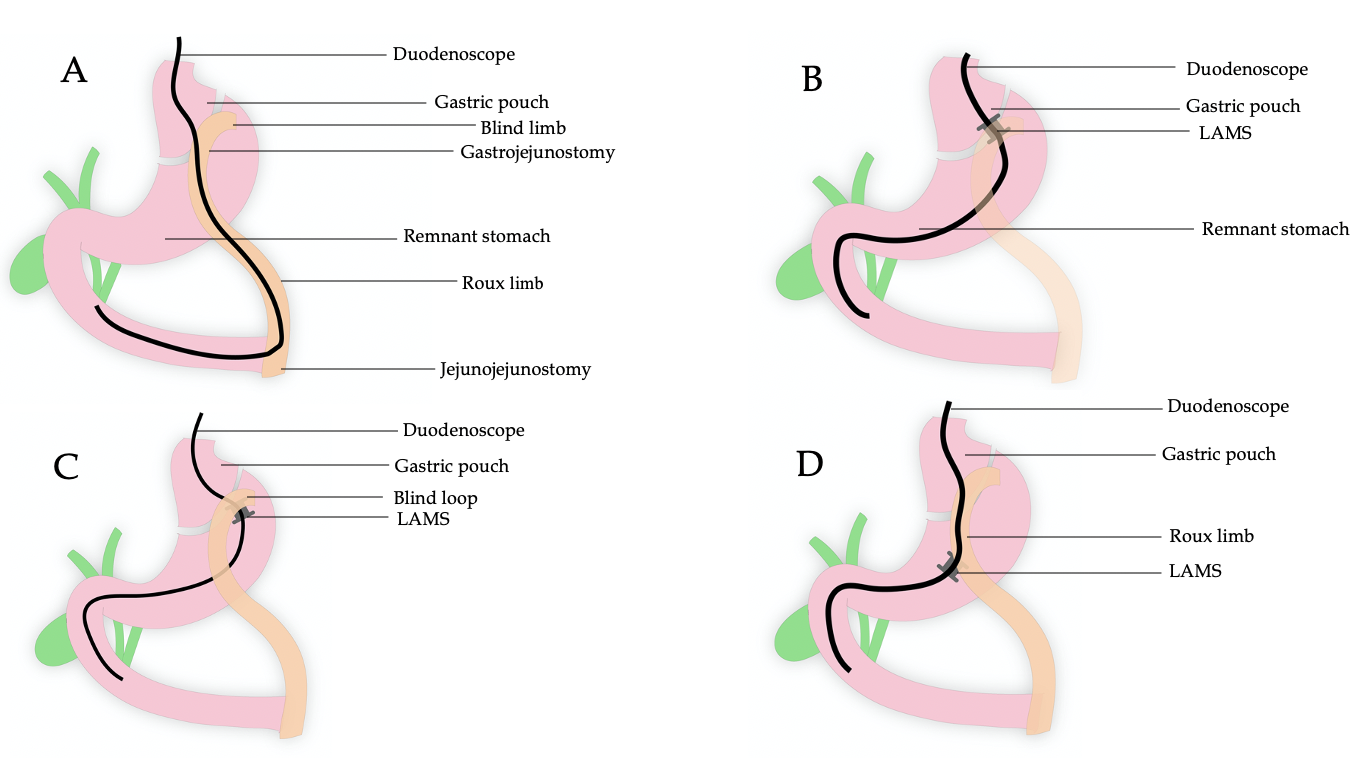 A
Duodenoscope
Gastric pouch
Blind limb
Gastrojejunostomy
Remnant stomach
Roux limb
Jejunojejunostomy
B
Duodenoscope
Gastric pouch
LAMS
Remnant stomach
C
Duodenoscope
Gastric pouch
Blind loop
LAMS
D
Duodenoscope
Gastric pouch
Roux limb
LAMS